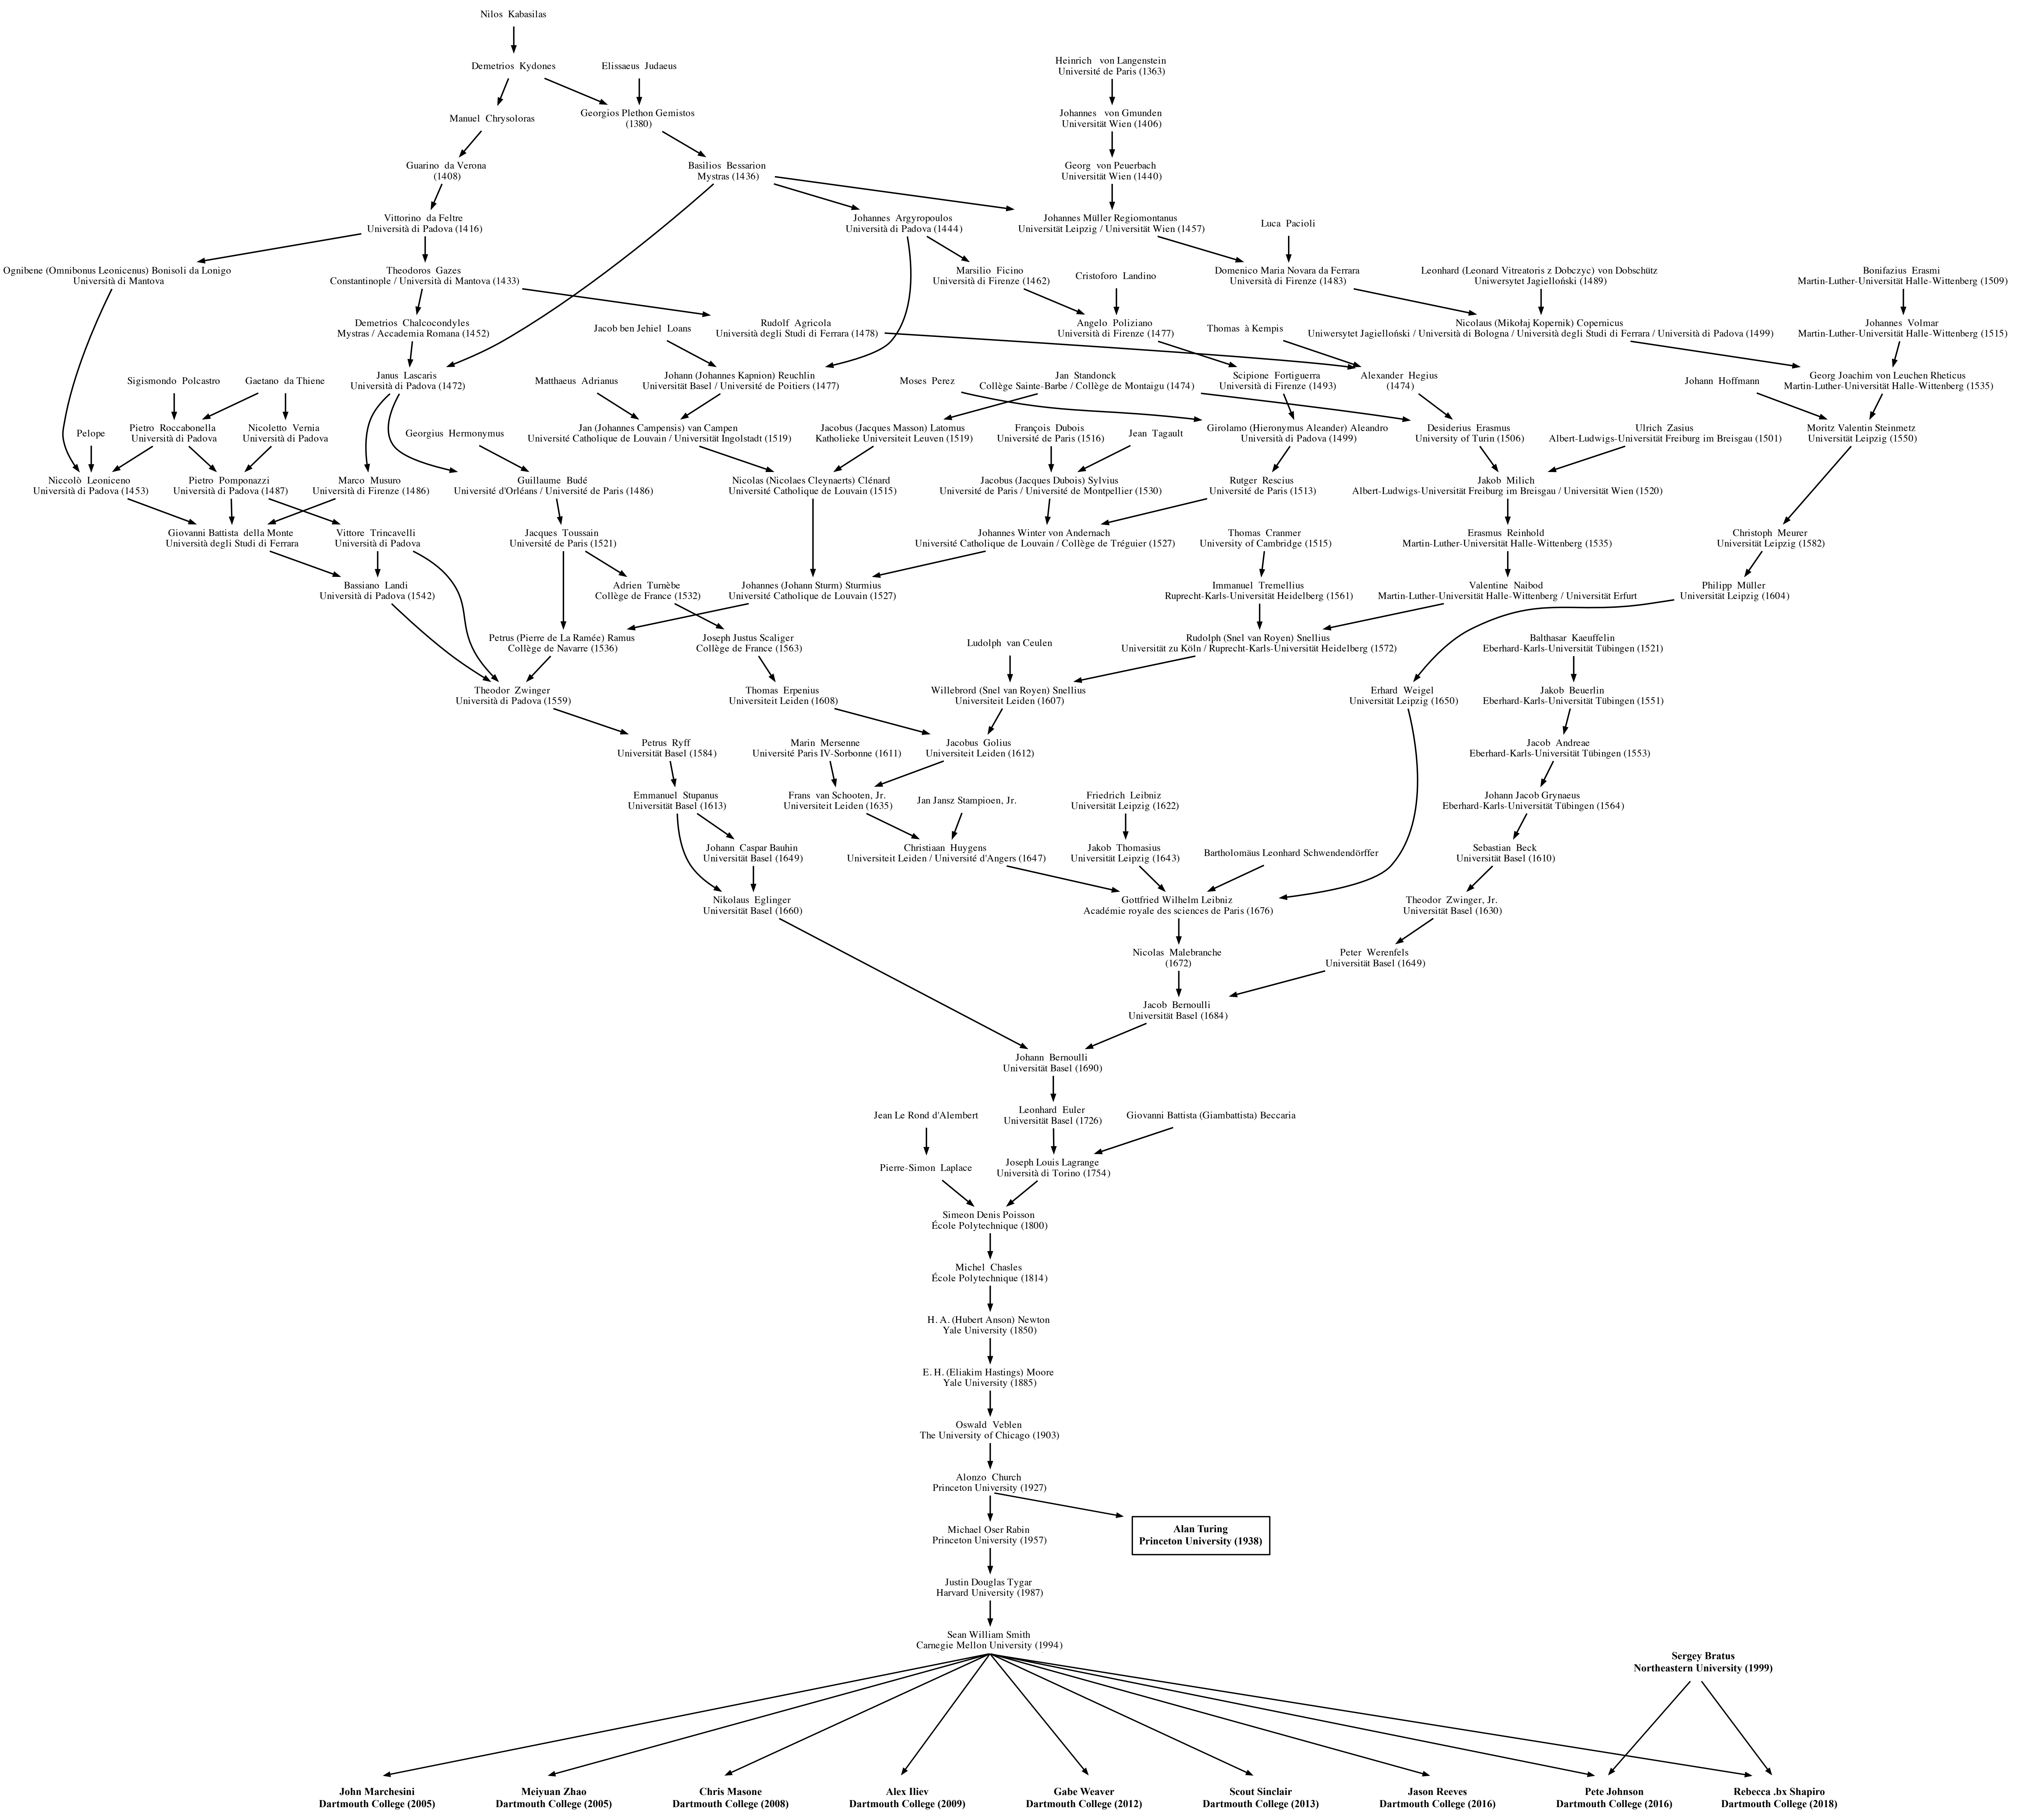 Nilos Kabasilas
Demetrios Kydones
Elissaeus Judaeus
Heinrich von Langenstein
Université de Paris (1363)
Manuel Chrysoloras
Georgios Plethon Gemistos
(1380)
Johannes von Gmunden
Universität Wien (1406)
Guarino da Verona
(1408)
Basilios Bessarion
Mystras (1436)
Georg von Peuerbach
Universität Wien (1440)
Vittorino da Feltre
Università di Padova (1416)
Johannes Argyropoulos
Università di Padova (1444)
Johannes Müller Regiomontanus
Universität Leipzig / Universität Wien (1457)
Luca Pacioli
Ognibene (Omnibonus Leonicenus) Bonisoli da Lonigo
Università di Mantova
Theodoros Gazes
Constantinople / Università di Mantova (1433)
Marsilio Ficino
Università di Firenze (1462)
Cristoforo Landino
Domenico Maria Novara da Ferrara
Università di Firenze (1483)
Leonhard (Leonard Vitreatoris z Dobczyc) von Dobschütz
Uniwersytet Jagielloński (1489)
Bonifazius Erasmi
Martin-Luther-Universität Halle-Wittenberg (1509)
Demetrios Chalcocondyles
Mystras / Accademia Romana (1452)
Jacob ben Jehiel Loans
Rudolf Agricola
Università degli Studi di Ferrara (1478)
Angelo Poliziano
Università di Firenze (1477)
Thomas à Kempis
Nicolaus (Mikołaj Kopernik) Copernicus
Uniwersytet Jagielloński / Università di Bologna / Università degli Studi di Ferrara / Università di Padova (1499)
Johannes Volmar
Martin-Luther-Universität Halle-Wittenberg (1515)
Sigismondo Polcastro
Gaetano da Thiene
Janus Lascaris
Università di Padova (1472)
Matthaeus Adrianus
Johann (Johannes Kapnion) Reuchlin
Universität Basel / Université de Poitiers (1477)
Moses Perez
Jan Standonck
Collège Sainte-Barbe / Collège de Montaigu (1474)
Scipione Fortiguerra
Università di Firenze (1493)
Alexander Hegius
(1474)
Johann Hoffmann
Georg Joachim von Leuchen Rheticus
Martin-Luther-Universität Halle-Wittenberg (1535)
Pelope
Pietro Roccabonella
Università di Padova
Nicoletto Vernia
Università di Padova
Georgius Hermonymus
Jan (Johannes Campensis) van Campen
Université Catholique de Louvain / Universität Ingolstadt (1519)
Jacobus (Jacques Masson) Latomus
Katholieke Universiteit Leuven (1519)
François Dubois
Université de Paris (1516)
Jean Tagault
Girolamo (Hieronymus Aleander) Aleandro
Università di Padova (1499)
Desiderius Erasmus
University of Turin (1506)
Ulrich Zasius
Albert-Ludwigs-Universität Freiburg im Breisgau (1501)
Moritz Valentin Steinmetz
Universität Leipzig (1550)
Niccolò Leoniceno
Università di Padova (1453)
Pietro Pomponazzi
Università di Padova (1487)
Marco Musuro
Università di Firenze (1486)
Guillaume Budé
Université d'Orléans / Université de Paris (1486)
Nicolas (Nicolaes Cleynaerts) Clénard
Université Catholique de Louvain (1515)
Jacobus (Jacques Dubois) Sylvius
Université de Paris / Université de Montpellier (1530)
Rutger Rescius
Université de Paris (1513)
Jakob Milich
Albert-Ludwigs-Universität Freiburg im Breisgau / Universität Wien (1520)
Giovanni Battista della Monte
Università degli Studi di Ferrara
Vittore Trincavelli
Università di Padova
Jacques Toussain
Université de Paris (1521)
Johannes Winter von Andernach
Université Catholique de Louvain / Collège de Tréguier (1527)
Thomas Cranmer
University of Cambridge (1515)
Erasmus Reinhold
Martin-Luther-Universität Halle-Wittenberg (1535)
Christoph Meurer
Universität Leipzig (1582)
Bassiano Landi
Università di Padova (1542)
Adrien Turnèbe
Collège de France (1532)
Johannes (Johann Sturm) Sturmius
Université Catholique de Louvain (1527)
Immanuel Tremellius
Ruprecht-Karls-Universität Heidelberg (1561)
Valentine Naibod
Martin-Luther-Universität Halle-Wittenberg / Universität Erfurt
Philipp Müller
Universität Leipzig (1604)
Petrus (Pierre de La Ramée) Ramus
Collège de Navarre (1536)
Joseph Justus Scaliger
Collège de France (1563)
Ludolph van Ceulen
Rudolph (Snel van Royen) Snellius
Universität zu Köln / Ruprecht-Karls-Universität Heidelberg (1572)
Balthasar Kaeuffelin
Eberhard-Karls-Universität Tübingen (1521)
Theodor Zwinger
Università di Padova (1559)
Thomas Erpenius
Universiteit Leiden (1608)
Willebrord (Snel van Royen) Snellius
Universiteit Leiden (1607)
Erhard Weigel
Universität Leipzig (1650)
Jakob Beuerlin
Eberhard-Karls-Universität Tübingen (1551)
Petrus Ryff
Universität Basel (1584)
Marin Mersenne
Université Paris IV-Sorbonne (1611)
Jacobus Golius
Universiteit Leiden (1612)
Jacob Andreae
Eberhard-Karls-Universität Tübingen (1553)
Emmanuel Stupanus
Universität Basel (1613)
Frans van Schooten, Jr.
Universiteit Leiden (1635)
Jan Jansz Stampioen, Jr.
Friedrich Leibniz
Universität Leipzig (1622)
Johann Jacob Grynaeus
Eberhard-Karls-Universität Tübingen (1564)
Johann Caspar Bauhin
Universität Basel (1649)
Christiaan Huygens
Universiteit Leiden / Université d'Angers (1647)
Jakob Thomasius
Universität Leipzig (1643)
Bartholomäus Leonhard Schwendendörffer
Sebastian Beck
Universität Basel (1610)
Nikolaus Eglinger
Universität Basel (1660)
Gottfried Wilhelm Leibniz
Académie royale des sciences de Paris (1676)
Theodor Zwinger, Jr.
Universität Basel (1630)
Nicolas Malebranche
(1672)
Peter Werenfels
Universität Basel (1649)
Jacob Bernoulli
Universität Basel (1684)
Johann Bernoulli
Universität Basel (1690)
Jean Le Rond d'Alembert
Leonhard Euler
Universität Basel (1726)
Giovanni Battista (Giambattista) Beccaria
Pierre-Simon Laplace
Joseph Louis Lagrange
Università di Torino (1754)
Simeon Denis Poisson
École Polytechnique (1800)
Michel Chasles
École Polytechnique (1814)
H. A. (Hubert Anson) Newton
Yale University (1850)
E. H. (Eliakim Hastings) Moore
Yale University (1885)
Oswald Veblen
The University of Chicago (1903)
Alonzo Church
Princeton University (1927)
Michael Oser Rabin
Princeton University (1957)
Alan Turing
Princeton University (1938)
Justin Douglas Tygar
Harvard University (1987)
Sean William Smith
Carnegie Mellon University (1994)
Sergey Bratus
Northeastern University (1999)
John Marchesini
Dartmouth College (2005)
Meiyuan Zhao
Dartmouth College (2005)
Chris Masone
Dartmouth College (2008)
Alex Iliev
Dartmouth College (2009)
Gabe Weaver
Dartmouth College (2012)
Scout Sinclair
Dartmouth College (2013)
Jason Reeves
Dartmouth College (2016)
Pete Johnson
Dartmouth College (2016)
Rebecca .bx Shapiro
Dartmouth College (2018)